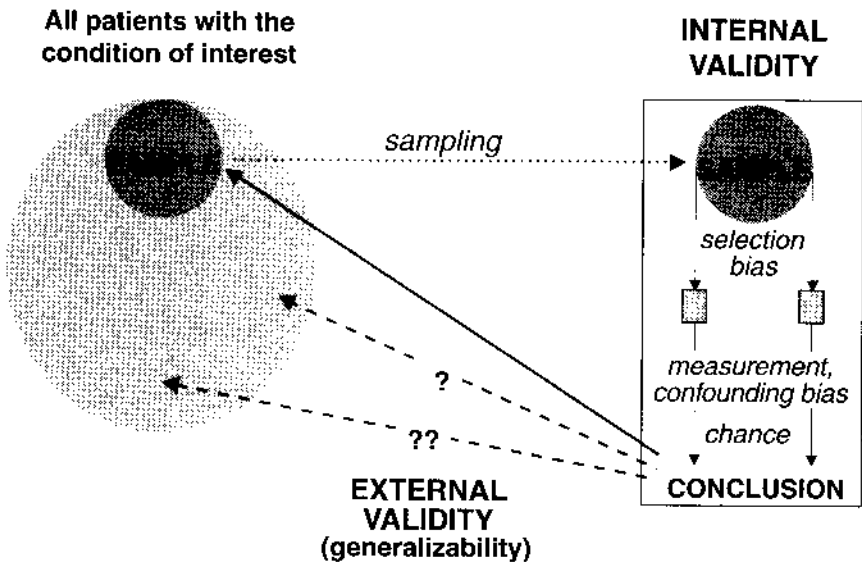 All patients with the
condition of interest
INTERNAL
VALIDITY
sampling
selection
bias
measurement,
confounding bias
chance
CONCLUSION
?
??
EXTERNAL
VALIDITY
(generalizability)